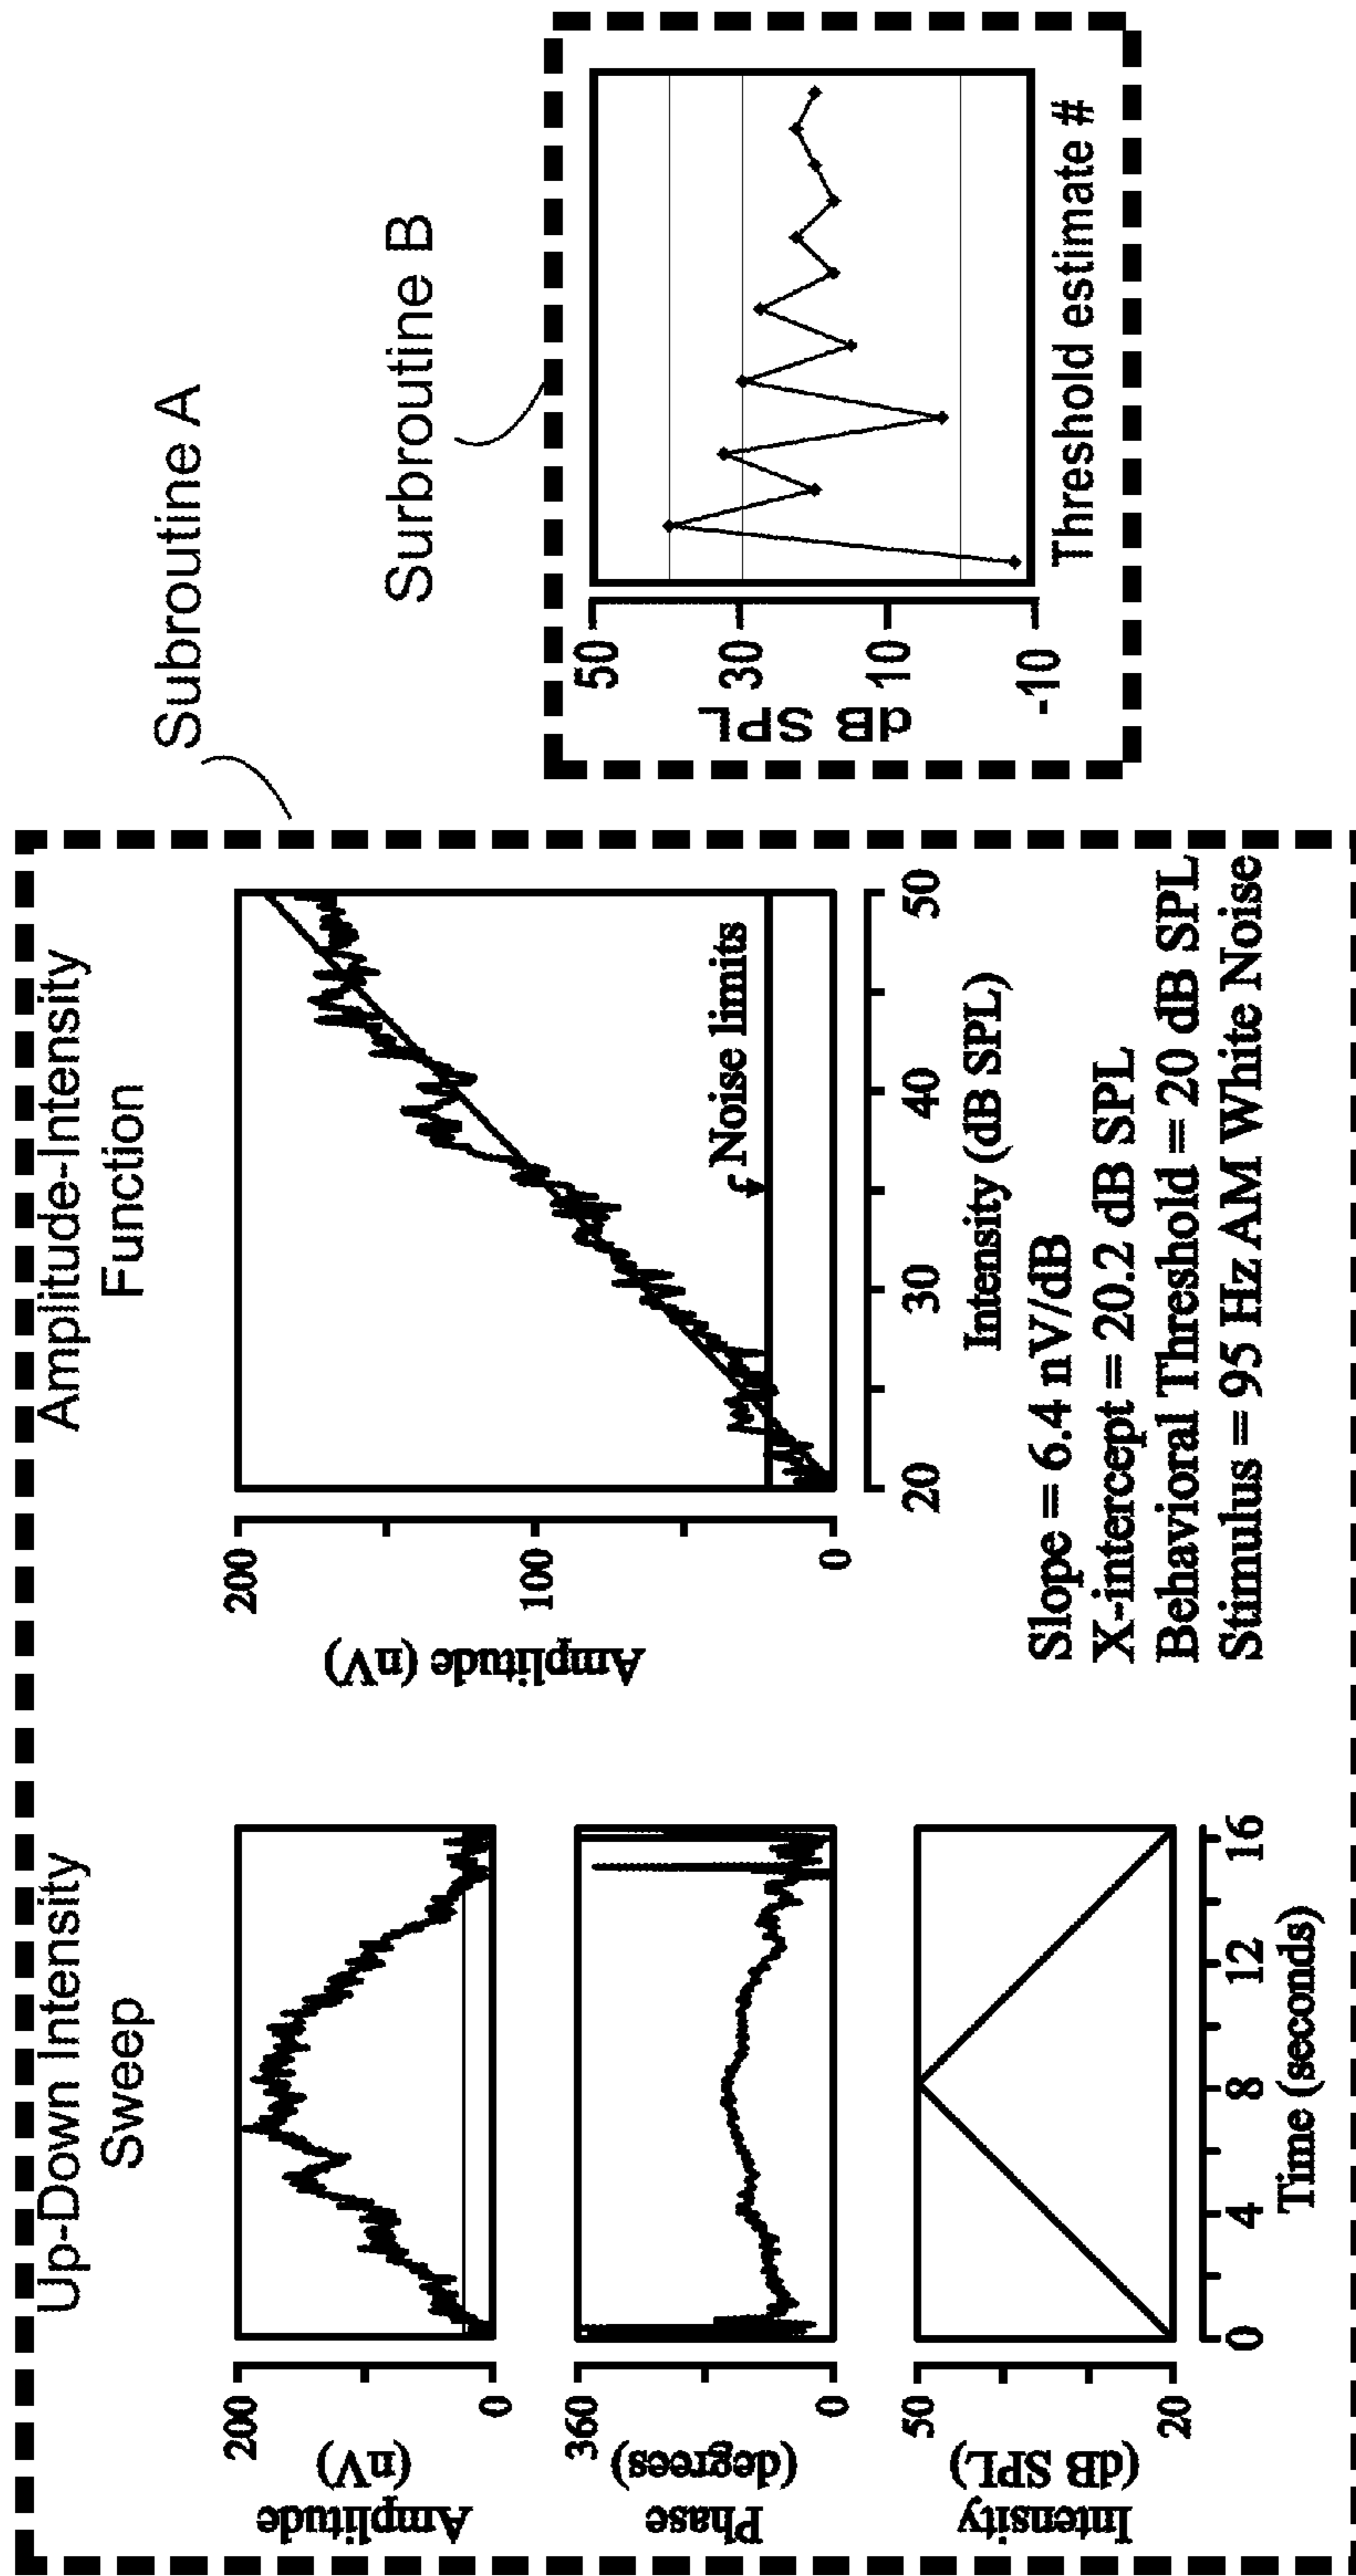 Subroutine A
Up-Down Intensity
Sweep
Amplitude
(nV)
200
0
Phase
(degrees)
360
0
Intensity
(dB SPL)
50
20
0
4
8
12
16
Time (seconds)
Amplitude-Intensity
Function
Amplitude (nV)
200
100
0
Noise limits
20
30
40
50
Intensity (dB SPL)
Slope = 6.4 nV/dB
X-intercept = 20.2 dB SPL
Behavioral Threshold = 20 dB SPL
Stimulus = 95 Hz AM White Noise
Surbroutine B
dB SPL
50
30
10
-10
Threshold estimate #